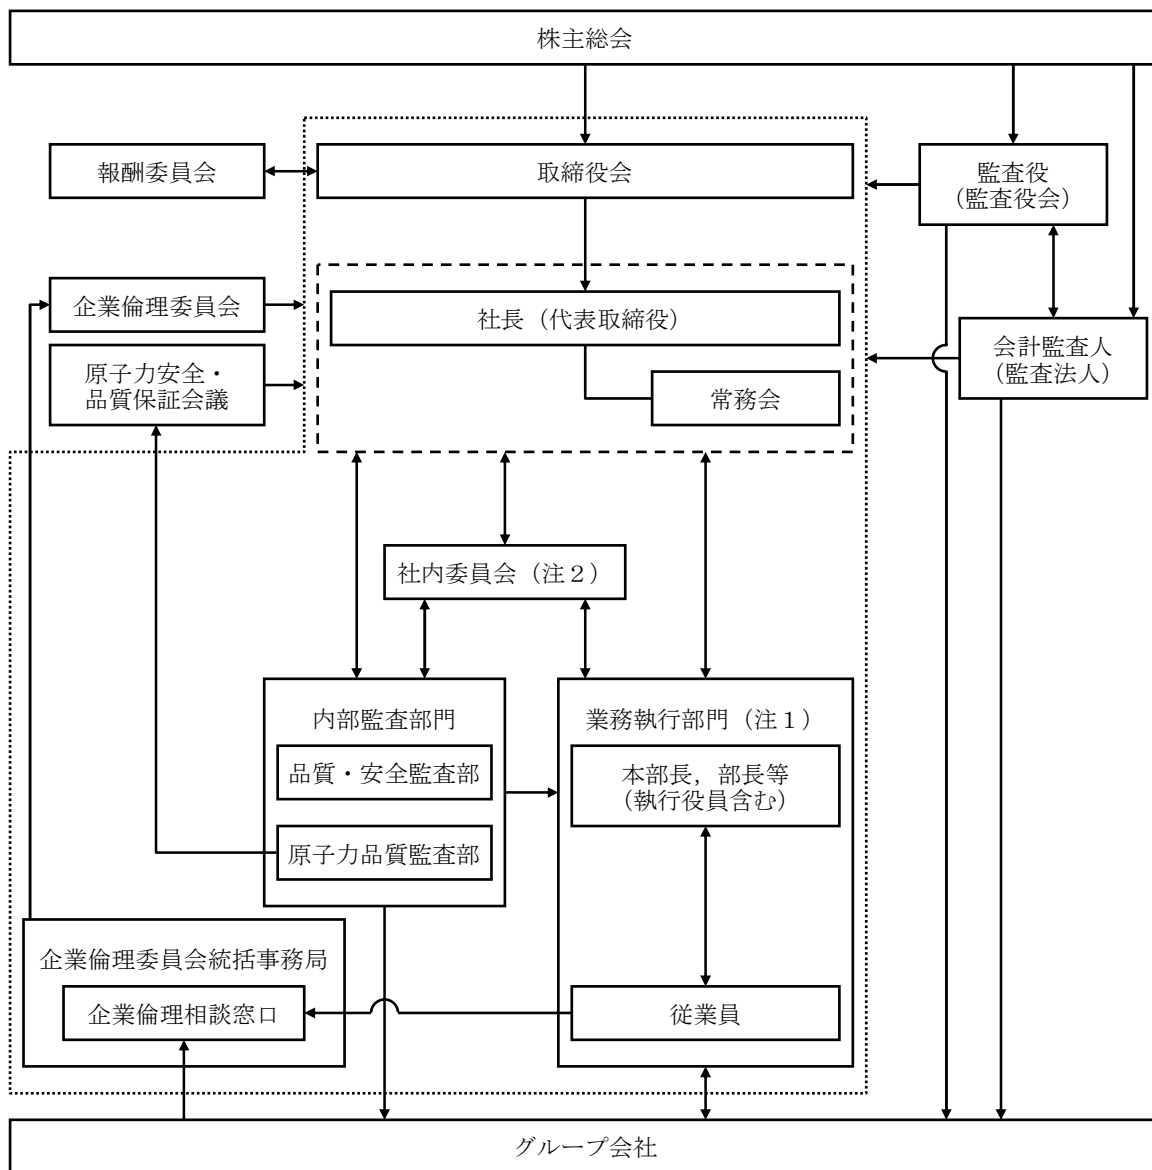 株主総会
報酬委員会
取締役会
監査役
（監査役会）
企業倫理委員会
社長（代表取締役）
会計監査人
（監査法人）
原子力安全・
品質保証会議
常務会
社内委員会（注２）
内部監査部門
業務執行部門（注１）
品質・安全監査部
本部長，部長等
（執行役員含む）
原子力品質監査部
企業倫理委員会統括事務局
企業倫理相談窓口
従業員
グループ会社